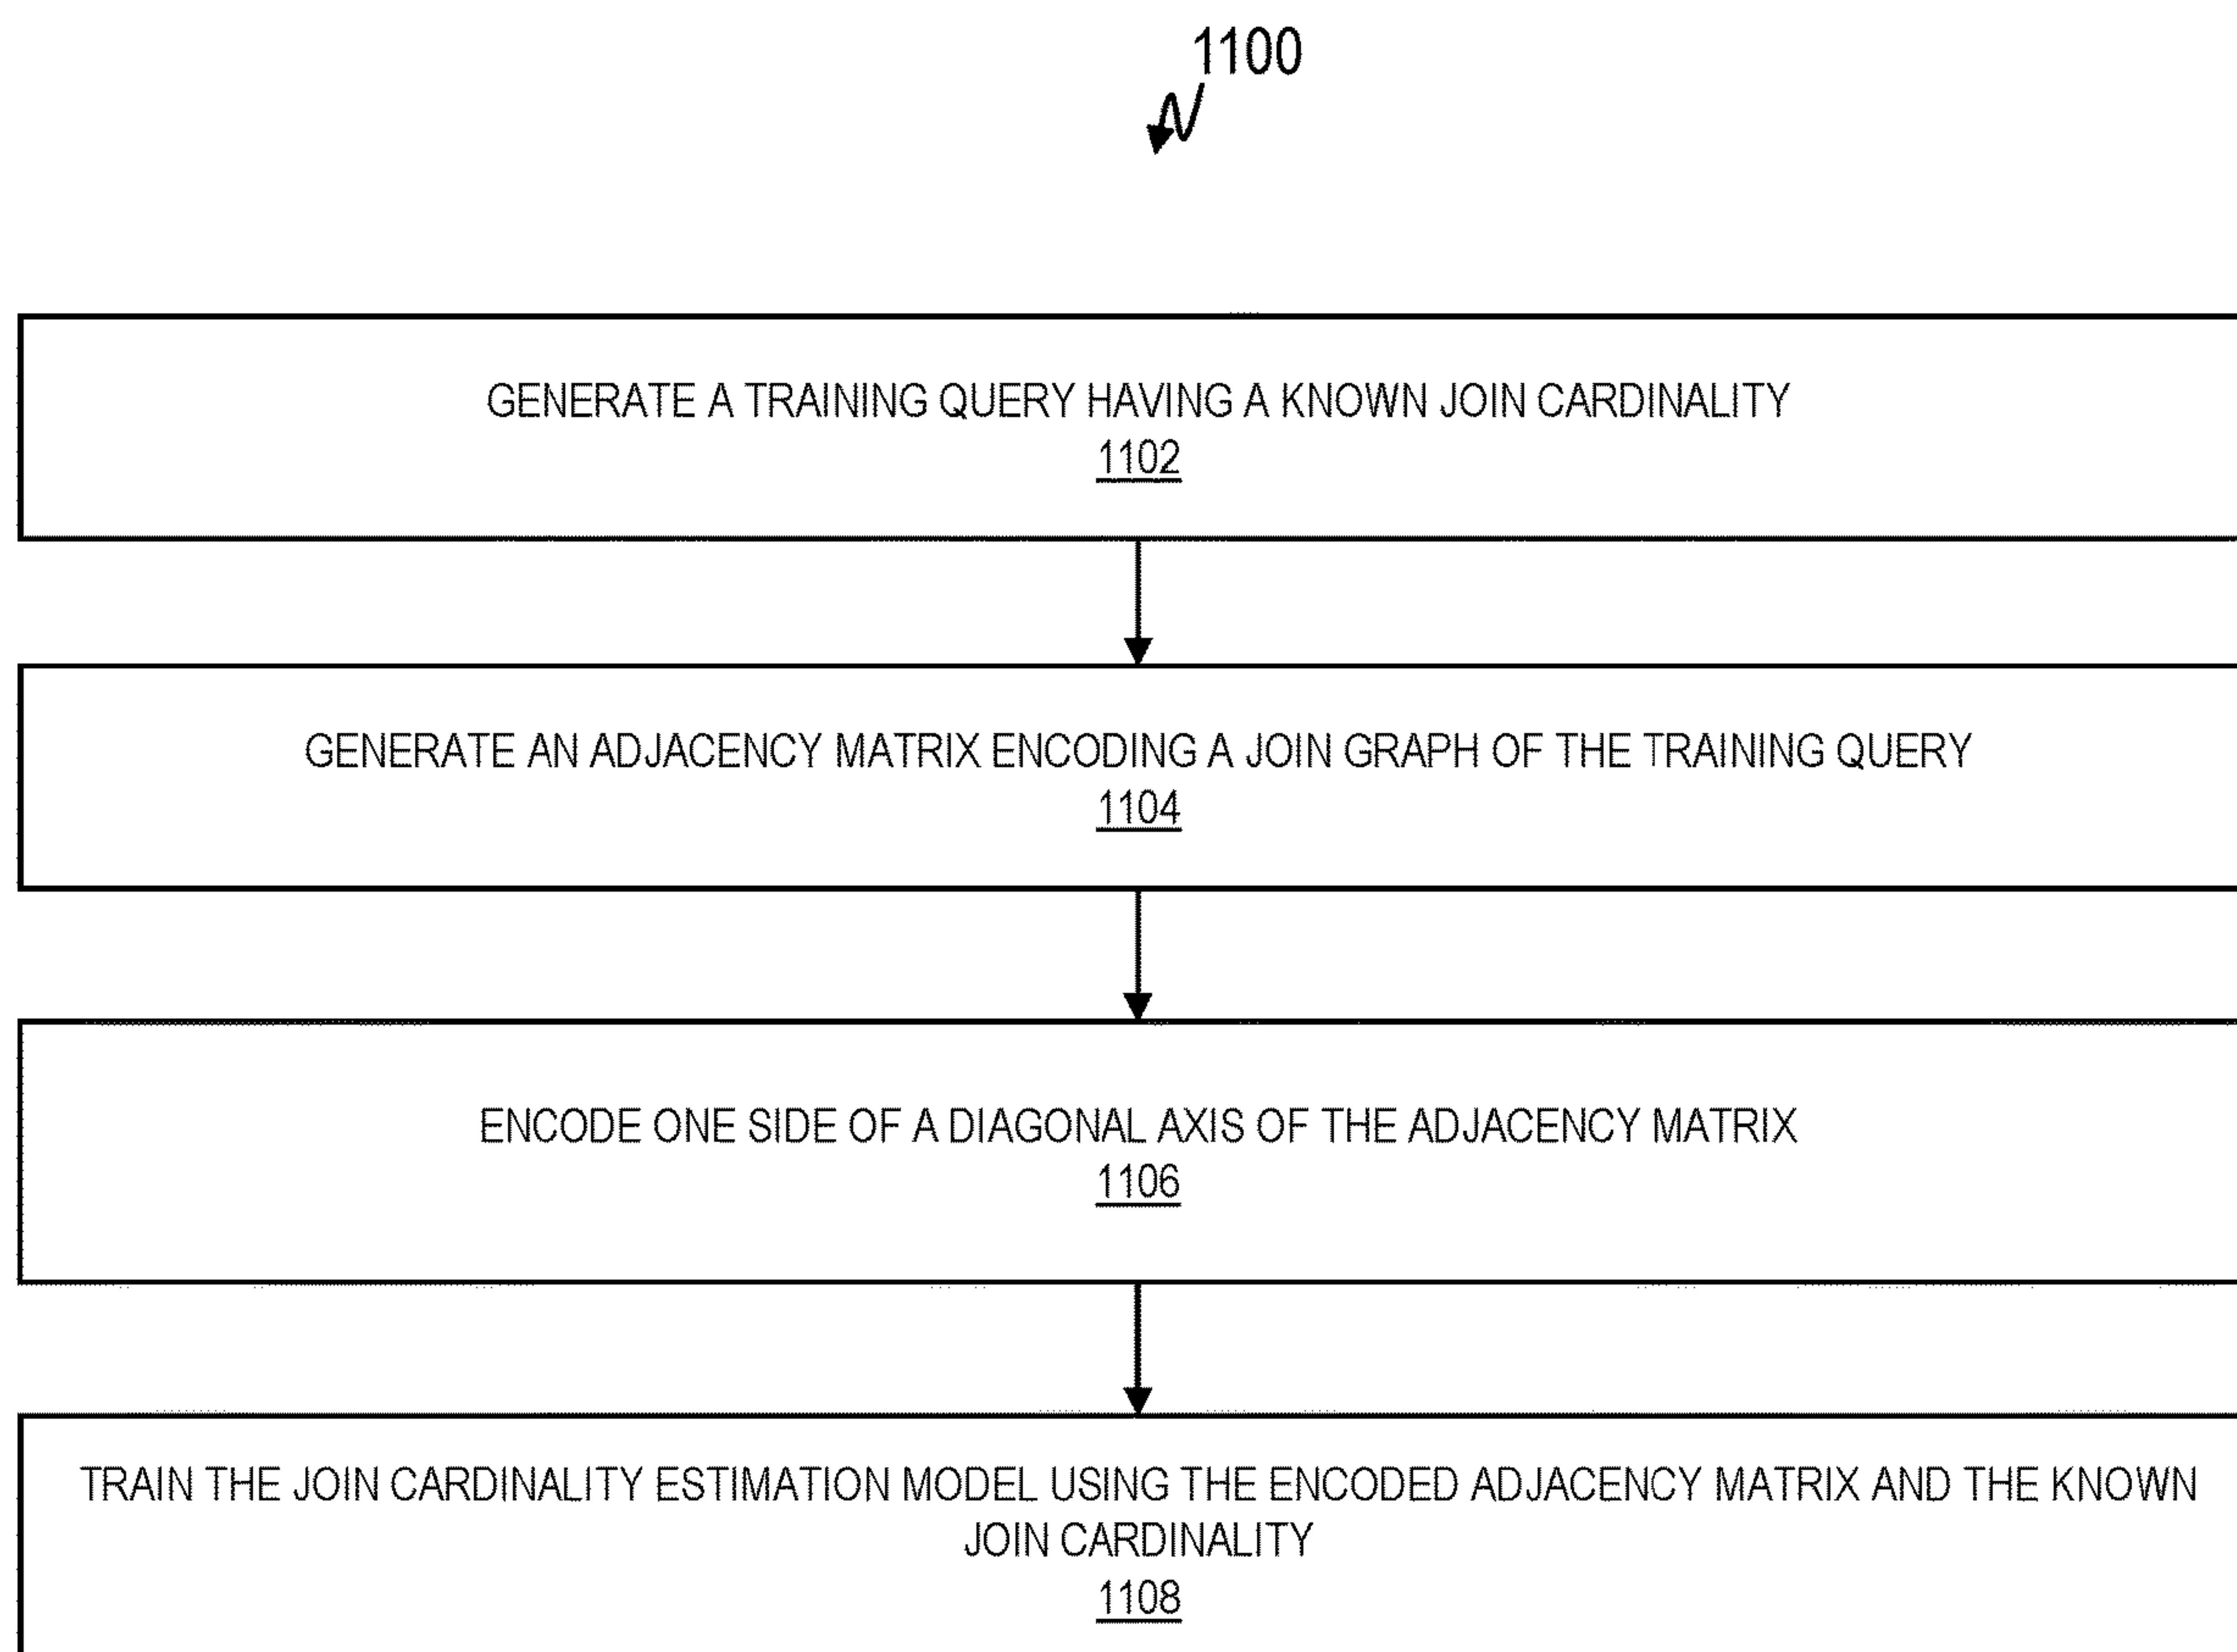 1100
GENERATE A TRAINING QUERY HAVING A KNOWN JOIN CARDINALITY
1102
GENERATE AN ADJACENCY MATRIX ENCODING A JOIN GRAPH OF THE TRAINING QUERY
1104
ENCODE ONE SIDE OF A DIAGONAL AXIS OF THE ADJACENCY MATRIX
1106
TRAIN THE JOIN CARDINALITY ESTIMATION MODEL USING THE ENCODED ADJACENCY MATRIX AND THE KNOWN
JOIN CARDINALITY
1108